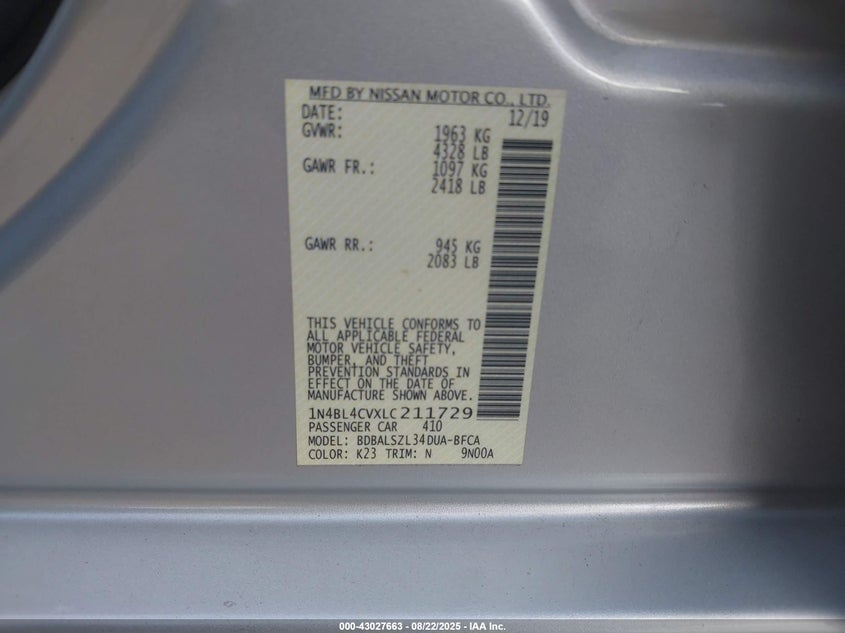 MFD BY NISSAN MOTOR CO., LTD.
DATE: 12/19
GVWR: 1963 KG
4328 LB
GAWR FR.: 1097 KG
2418 LB
GAWR RR.: 945 KG
2083 LB
THIS VEHICLE CONFORMS TO
ALL APPLICABLE FEDERAL
MOTOR VEHICLE SAFETY,
BUMPER, AND THEFT
PREVENTION STANDARDS IN
EFFECT ON THE DATE OF
MANUFACTURE SHOWN ABOVE.
1N4BL4CVXLC211729
PASSENGER CAR 410
MODEL: BDBALSZL34DUA-BFCA
COLOR: K23 TRIM: N 9N00A
000-43027663 - 08/22/2025 - IAA Inc.